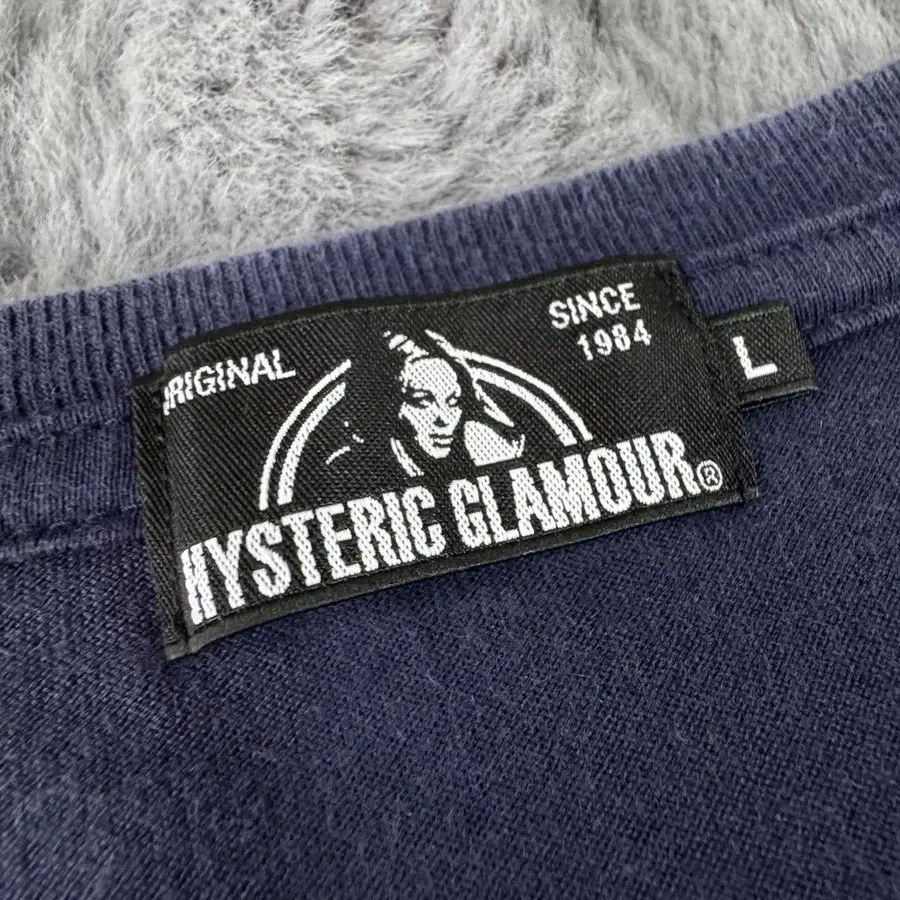 ORIGINAL
SINCE
1984
HYSTERIC GLAMOUR®
L